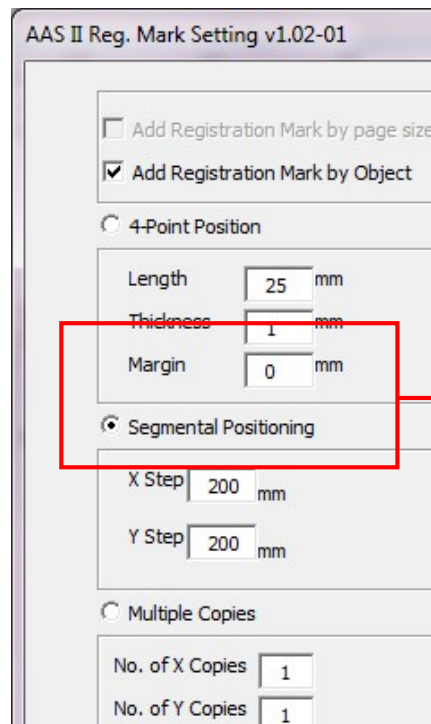 AAS II Reg. Mark Setting v1.02-01
Add Registration Mark by page size
Add Registration Mark by Object
4-Point Position
Length 25 mm
Thickness 1 mm
Margin 0 mm
Segmental Positioning
X Step 200 mm
Y Step 200 mm
Multiple Copies
No. of X Copies 1
No. of Y Copies 1